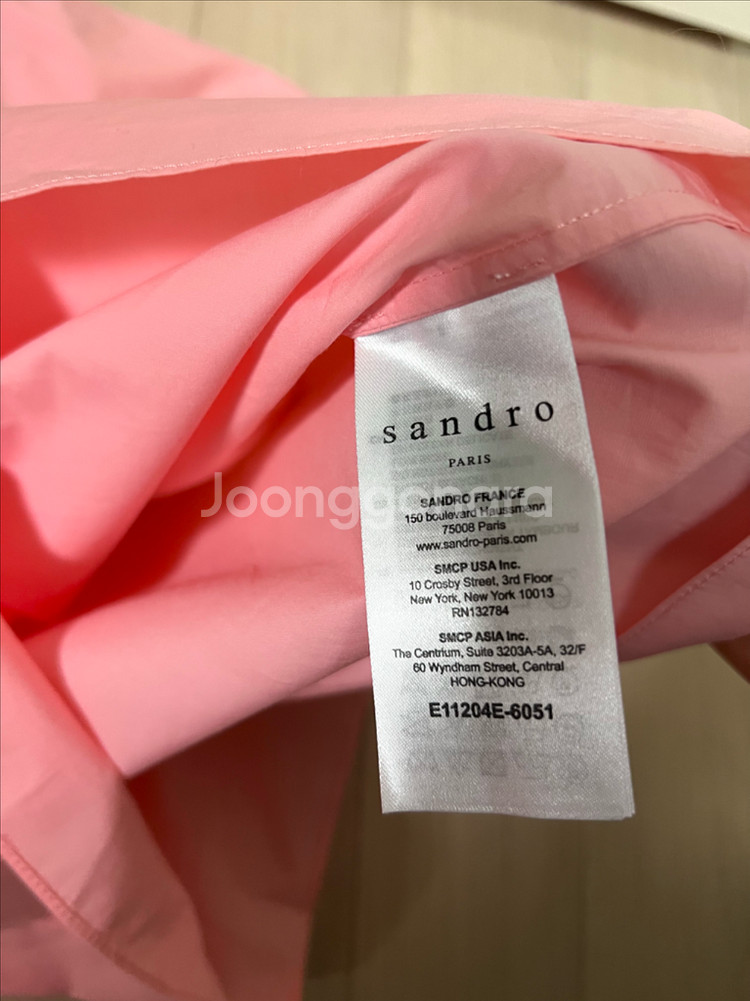 sandro
PARIS
Joonggonara
SANDRO FRANCE
150 boulevard Haussmann
75008 Paris
www.sandro-paris.com
SMCP USA Inc.
10 Crosby Street, 3rd Floor
New York, New York 10013
RN132784
SMCP ASIA Inc.
The Centrium, Suite 3203A-5A, 32/F
60 Wyndham Street, Central
HONG-KONG
E11204E-6051